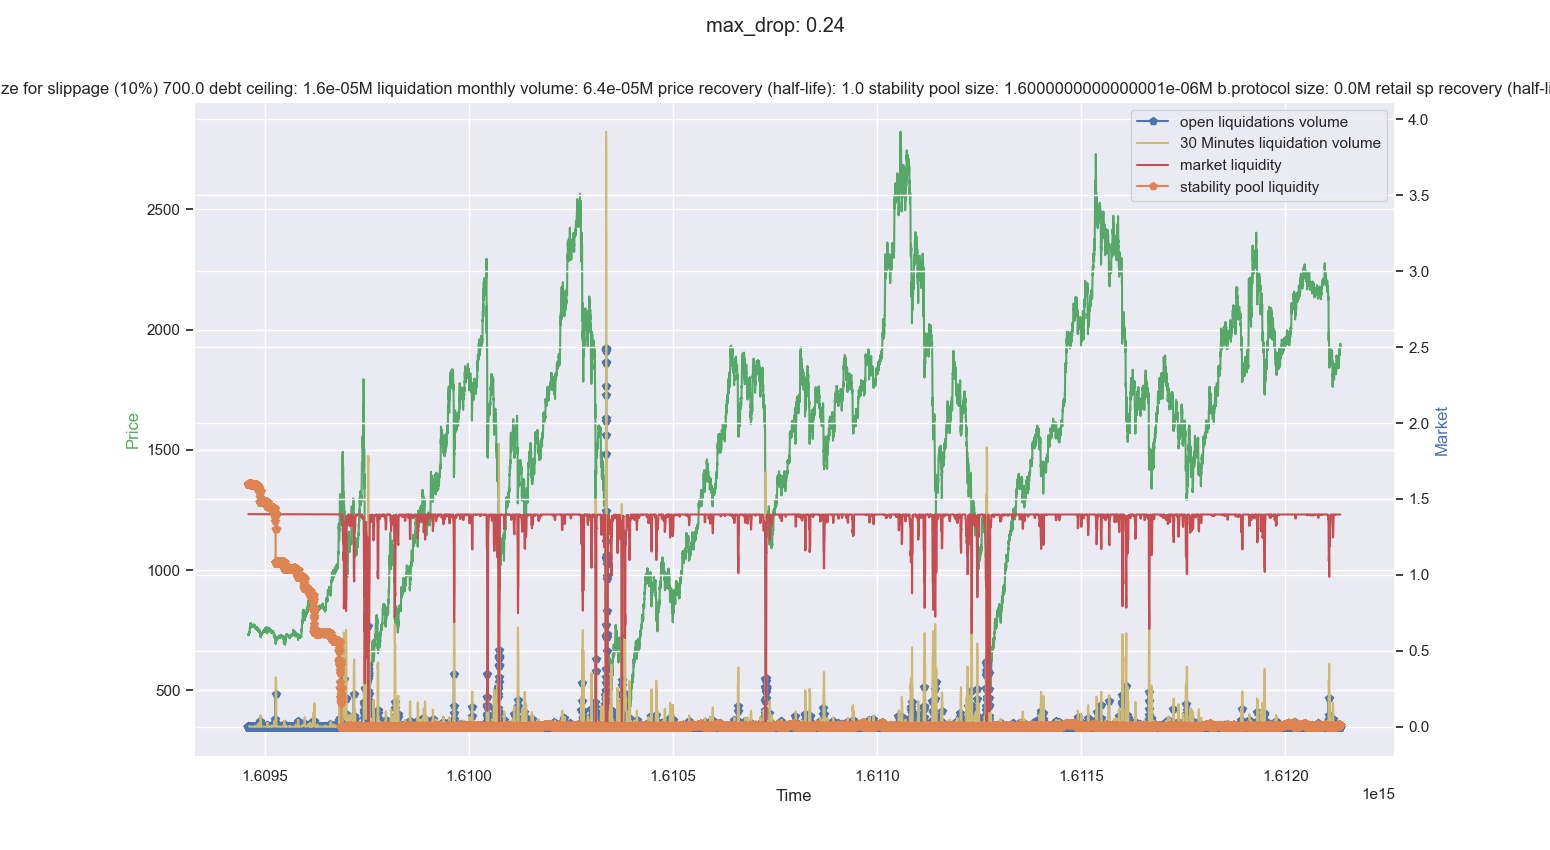 max_drop: 0.24
ze for slippage (10%) 700.0 debt ceiling: 1.6e-05M liquidation monthly volume: 6.4e-05M price recovery (half-life): 1.0 stability pool size: 1.6000000000000001e-06M b.protocol size: 0.0M retail sp recovery (half-li
open liquidations volume
30 Minutes liquidation volume
market liquidity
stability pool liquidity
Price
2500
2000
1500
1000
500
Market
4.0
3.5
3.0
2.5
2.0
1.5
1.0
0.5
0.0
1.6095 1.6100 1.6105 1.6110 1.6115 1.6120
1e15
Time